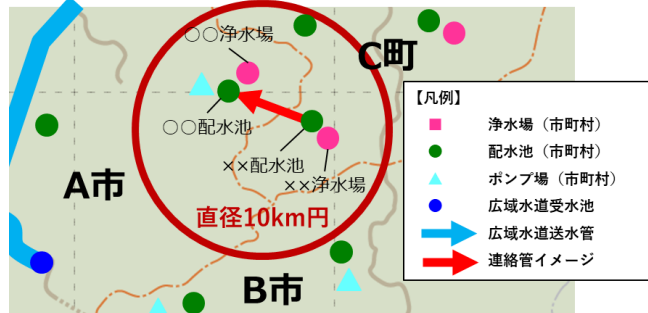 ○○浄水場
C町
○○配水池
××配水池
××浄水場
A市
直径10km円
B市
【凡例】
浄水場（市町村）
配水池（市町村）
ポンプ場（市町村）
広域水道受水池
広域水道送水管
連絡管イメージ